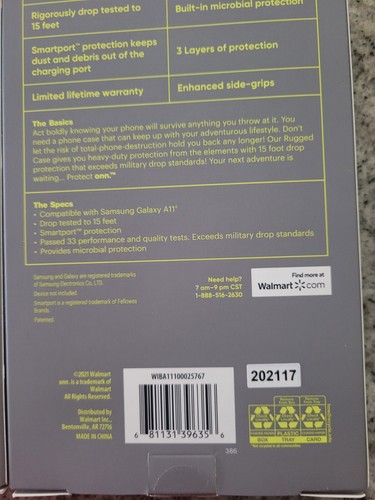 Rigorously drop tested to
15 feet
Built-in microbial protection
Smartport™ protection keeps
dust and debris out of the
charging port
3 Layers of protection
Limited lifetime warranty
Enhanced side-grips
The Basics
Act boldly knowing your phone will survive anything you throw at it. You
need a phone case that can keep up with your adventurous lifestyle. Don't
let the risk of total-phone-destruction hold you back any longer! Our Rugged
Case gives you heavy-duty protection from the elements with 15 foot drop
protection that exceeds military drop standards! Your next adventure is
waiting... Protect onn.™
The Specs
- Compatible with Samsung Galaxy A11*
- Drop tested to 15 feet
- Smartport™ protection
- Passed 33 performance and quality tests. Exceeds military drop standards
- Provides microbial protection
Samsung and Galaxy are registered trademarks
of Samsung Electronics Co, LTD.
Device not included.
Smartport is a registered trademark of Fellowes
Brands.
Patented.
Need help?
7 am-9 pm CST
1-888-516-2630
Find more at
Walmart com
©2021 Walmart
onn. is a trademark of
Walmart
All Rights Reserved.
Distributed by
Walmart Inc.,
Bentonville, AR 72716
MADE IN CHINA
WIBA11100025767
6 81131 39635 6
202117
BOX
PLASTIC
TRAY
CARD
366